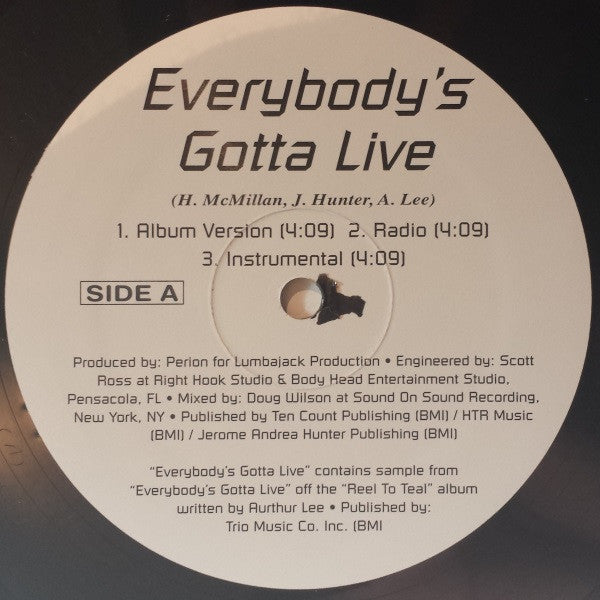 Everybody's
Gotta Live
(H. McMillan, J. Hunter, A. Lee)
1. Album Version (4:09) 2. Radio (4:09)
3. Instrumental (4:09)
SIDE A
Produced by: Perion for Lumbajack Production • Engineered by: Scott
Ross at Right Hook Studio & Body Head Entertainment Studio,
Pensacola, FL • Mixed by: Doug Wilson at Sound On Sound Recording,
New York, NY • Published by Ten Count Publishing (BMI) / HTR Music
(BMI) / Jerome Andrea Hunter Publishing (BMI)
"Everybody's Gotta Live" contains sample from
"Everybody's Gotta Live" off the "Reel To Teal" album
written by Aurthur Lee • Published by:
Trio Music Co. Inc. (BMI